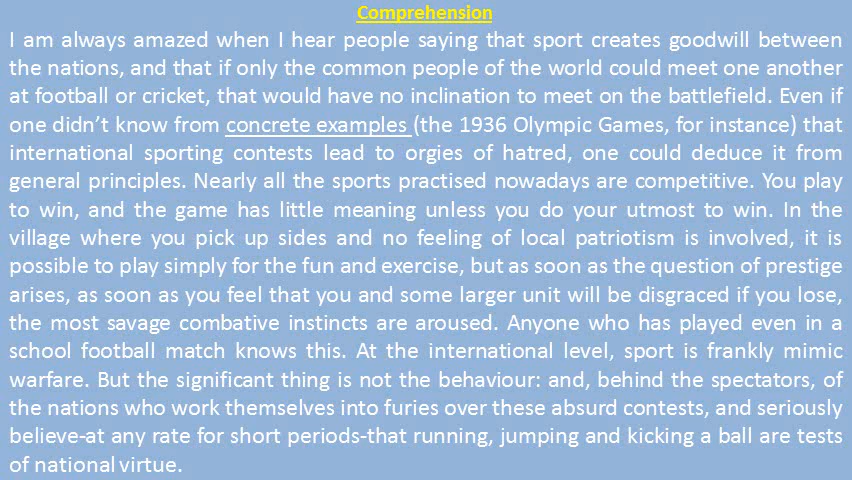 Comprehension
I am always amazed when I hear people saying that sport creates goodwill between
the nations, and that if only the common people of the world could meet one another
at football or cricket, that would have no inclination to meet on the battlefield. Even if
one didn’t know from concrete examples (the 1936 Olympic Games, for instance) that
international sporting contests lead to orgies of hatred, one could deduce it from
general principles. Nearly all the sports practised nowadays are competitive. You play
to win, and the game has little meaning unless you do your utmost to win. In the
village where you pick up sides and no feeling of local patriotism is involved, it is
possible to play simply for the fun and exercise, but as soon as the question of prestige
arises, as soon as you feel that you and some larger unit will be disgraced if you lose,
the most savage combative instincts are aroused. Anyone who has played even in a
school football match knows this. At the international level, sport is frankly mimic
warfare. But the significant thing is not the behaviour: and, behind the spectators, of
the nations who work themselves into furies over these absurd contests, and seriously
believe-at any rate for short periods-that running, jumping and kicking a ball are tests
of national virtue.